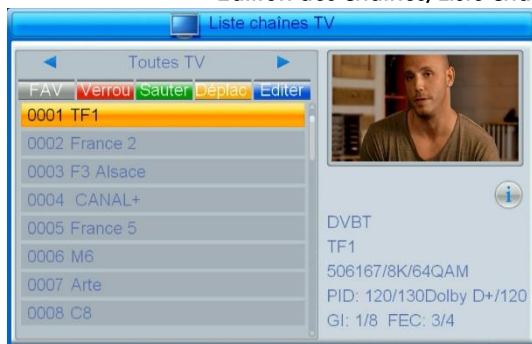 Liste chaînes TV
Toutes TV
FAV Verrou Sauter Déplac Editer
0001 TF1
0002 France 2
0003 F3 Alsace
0004 CANAL+
0005 France 5
0006 M6
0007 Arte
0008 C8
i
DVBT
TF1
506167/8K/64QAM
PID: 120/130Dolby D+/120
GI: 1/8 FEC: 3/4